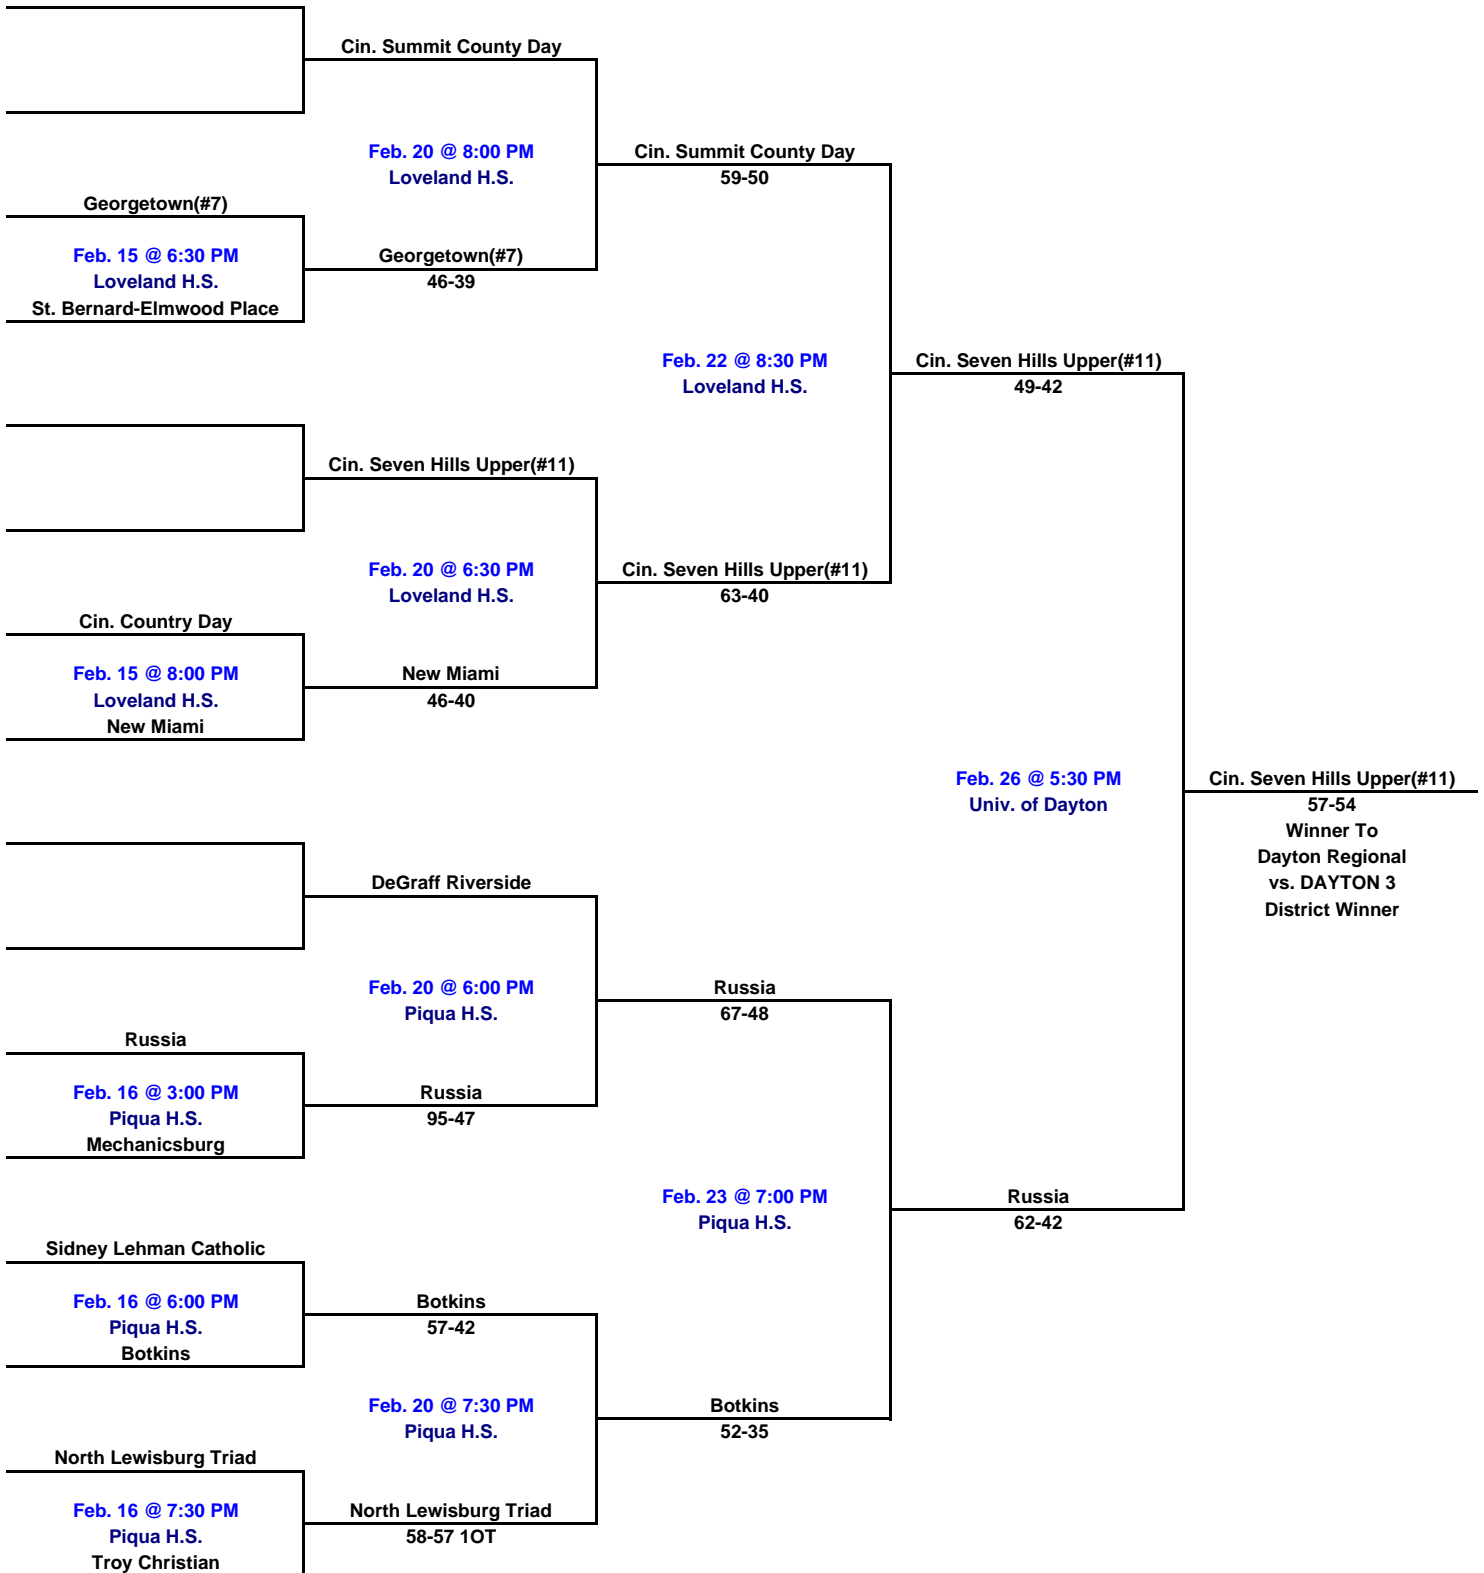 Cin. Summit County Day
Feb. 20 @ 8:00 PM
Cin. Summit County Day
Loveland H.S.
59-50
Georgetown(#7)
Feb. 15 @ 6:30 PM
Georgetown(#7)
Loveland H.S.
46-39
St. Bernard-Elmwood Place
Feb. 22 @ 8:30 PM
Cin. Seven Hills Upper(#11)
Loveland H.S.
49-42
Cin. Seven Hills Upper(#11)
Feb. 20 @ 6:30 PM
Cin. Seven Hills Upper(#11)
Loveland H.S.
63-40
Cin. Country Day
Feb. 15 @ 8:00 PM
New Miami
Loveland H.S.
46-40
New Miami
Feb. 26 @ 5:30 PM
Cin. Seven Hills Upper(#11)
Univ. of Dayton
57-54
Winner To
Dayton Regional
vs. DAYTON 3
District Winner
DeGraff Riverside
Feb. 20 @ 6:00 PM
Russia
Piqua H.S.
67-48
Russia
Feb. 16 @ 3:00 PM
Russia
Piqua H.S.
95-47
Mechanicsburg
Feb. 23 @ 7:00 PM
Russia
Piqua H.S.
62-42
Sidney Lehman Catholic
Feb. 16 @ 6:00 PM
Botkins
Piqua H.S.
57-42
Botkins
Feb. 20 @ 7:30 PM
Botkins
Piqua H.S.
52-35
North Lewisburg Triad
Feb. 16 @ 7:30 PM
North Lewisburg Triad
Piqua H.S.
58-57 1OT
Troy Christian